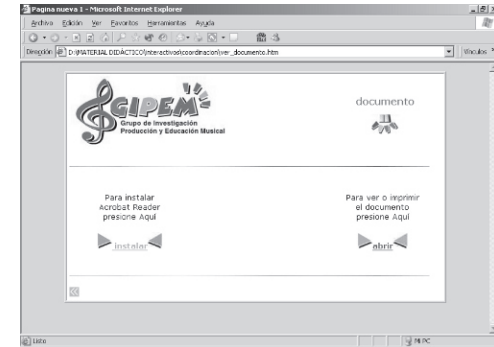 Pagina nueva 1 - Microsoft Internet Explorer
Archivo Edición Ver Favoritos Herramientas Ayuda
Dirección D:\MATERIAL DIDÁCTICO\interactivos\coordinacion\ver_documento.htm Vínculos
GIPEM
Grupo de Investigación
Producción y Educación Musical
documento
Para instalar
Acrobat Reader
presione Aquí
instalar
Para ver o imprimir
el documento
presione Aquí
abrir
Listo
Mi PC